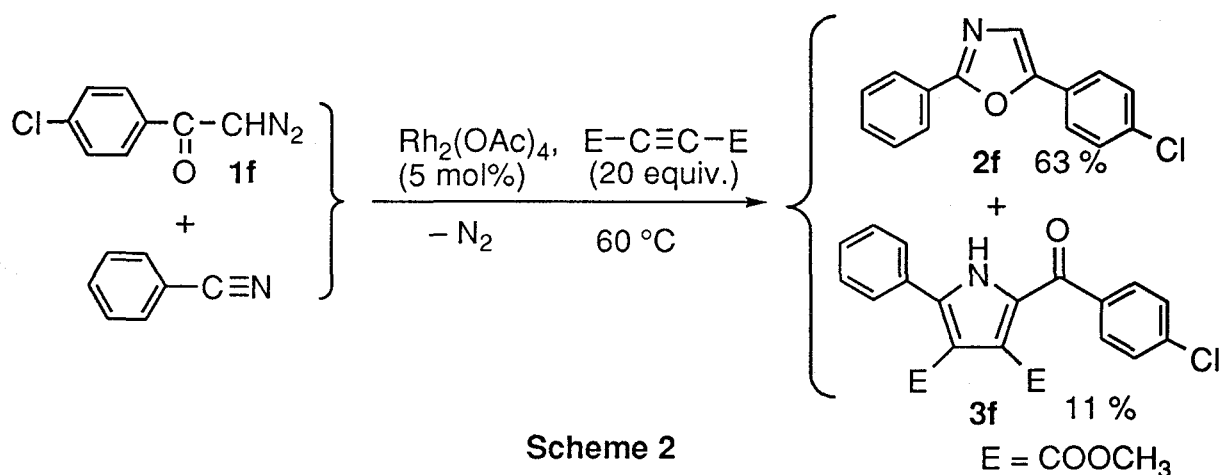 Cl
C
CHN₂
O
1f
+
C≡N
Rh₂(OAc)₄, E–C≡C–E
(5 mol%) (20 equiv.)
– N₂ 60 °C
N
O
Cl
2f 63 %
+
H
N
O
Cl
E E
3f 11 %
E = COOCH₃
Scheme 2